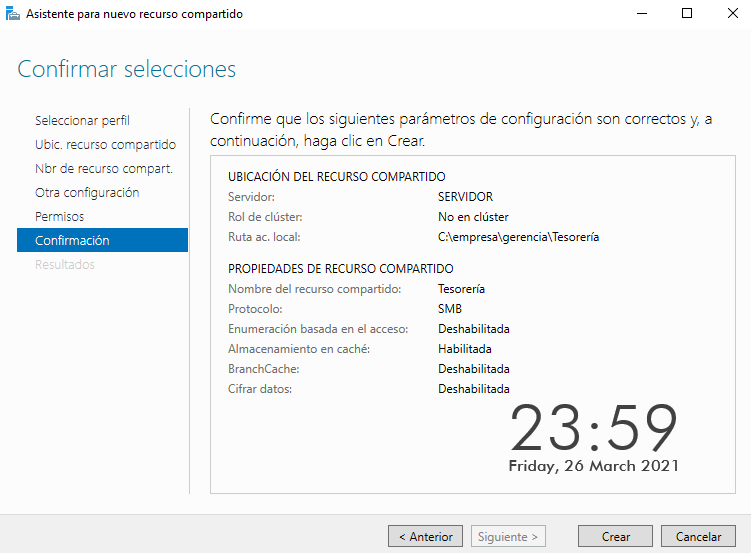 Asistente para nuevo recurso compartido
Confirmar selecciones
Seleccionar perfil
Ubic. recurso compartido
Nbr de recurso compart.
Otra configuración
Permisos
Confirmación
Resultados
Confirme que los siguientes parámetros de configuración son correctos y, a
continuación, haga clic en Crear.
UBICACIÓN DEL RECURSO COMPARTIDO
Servidor: SERVIDOR
Rol de clúster: No en clúster
Ruta ac. local: C:\empresa\gerencia\Tesorería
PROPIEDADES DE RECURSO COMPARTIDO
Nombre del recurso compartido: Tesorería
Protocolo: SMB
Enumeración basada en el acceso: Deshabilitada
Almacenamiento en caché: Habilitada
BranchCache: Deshabilitada
Cifrar datos: Deshabilitada
23:59
Friday, 26 March 2021
< Anterior Siguiente > Crear Cancelar